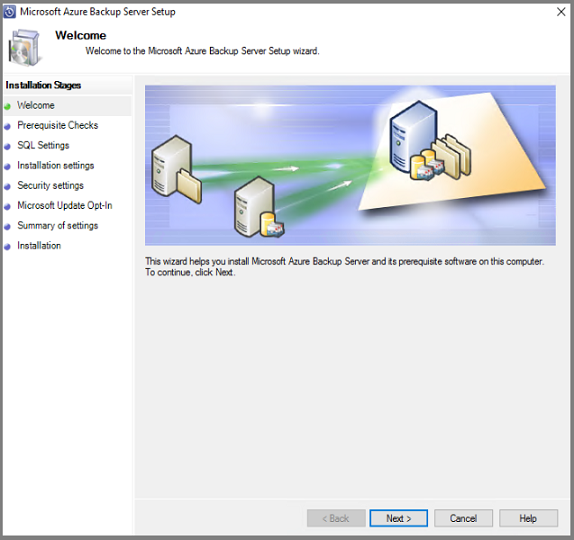 Microsoft Azure Backup Server Setup
Welcome
Welcome to the Microsoft Azure Backup Server Setup wizard.
Installation Stages
Welcome
Prerequisite Checks
SQL Settings
Installation settings
Security settings
Microsoft Update Opt-In
Summary of settings
Installation
This wizard helps you install Microsoft Azure Backup Server and its prerequisite software on this computer.
To continue, click Next.
< Back
Next >
Cancel
Help